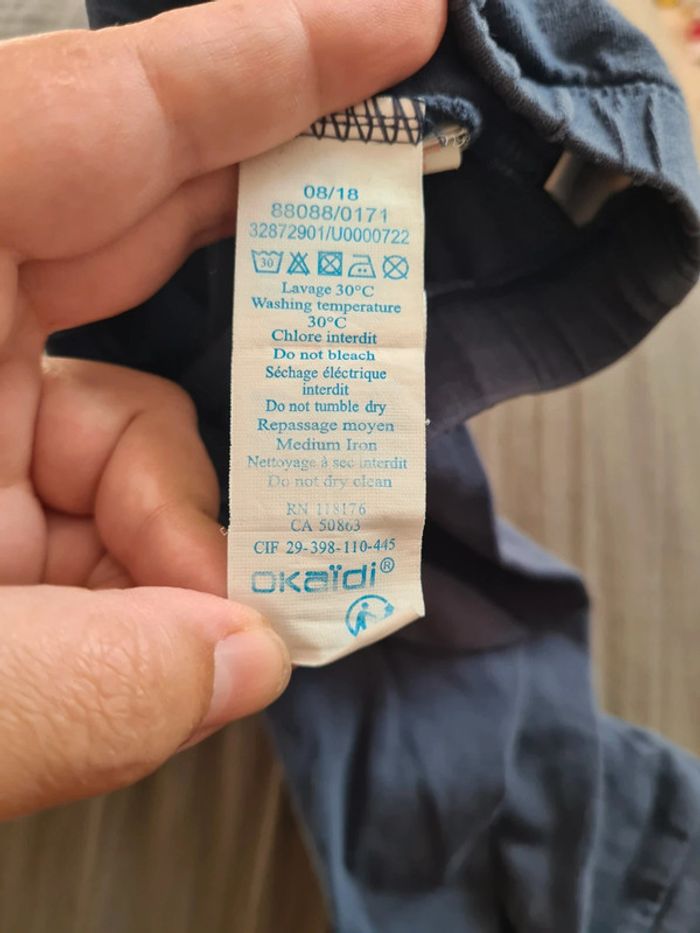 08/18
88088/0171
32872901/U0000722
30
Lavage 30°C
Washing temperature
30°C
Chlore interdit
Do not bleach
Séchage éléctrique
interdit
Do not tumble dry
Repassage moyen
Medium Iron
Nettoyage à sec interdit
Do not dry clean
RN 118176
CA 50863
CIF 29-398-110-445
okaïdi®